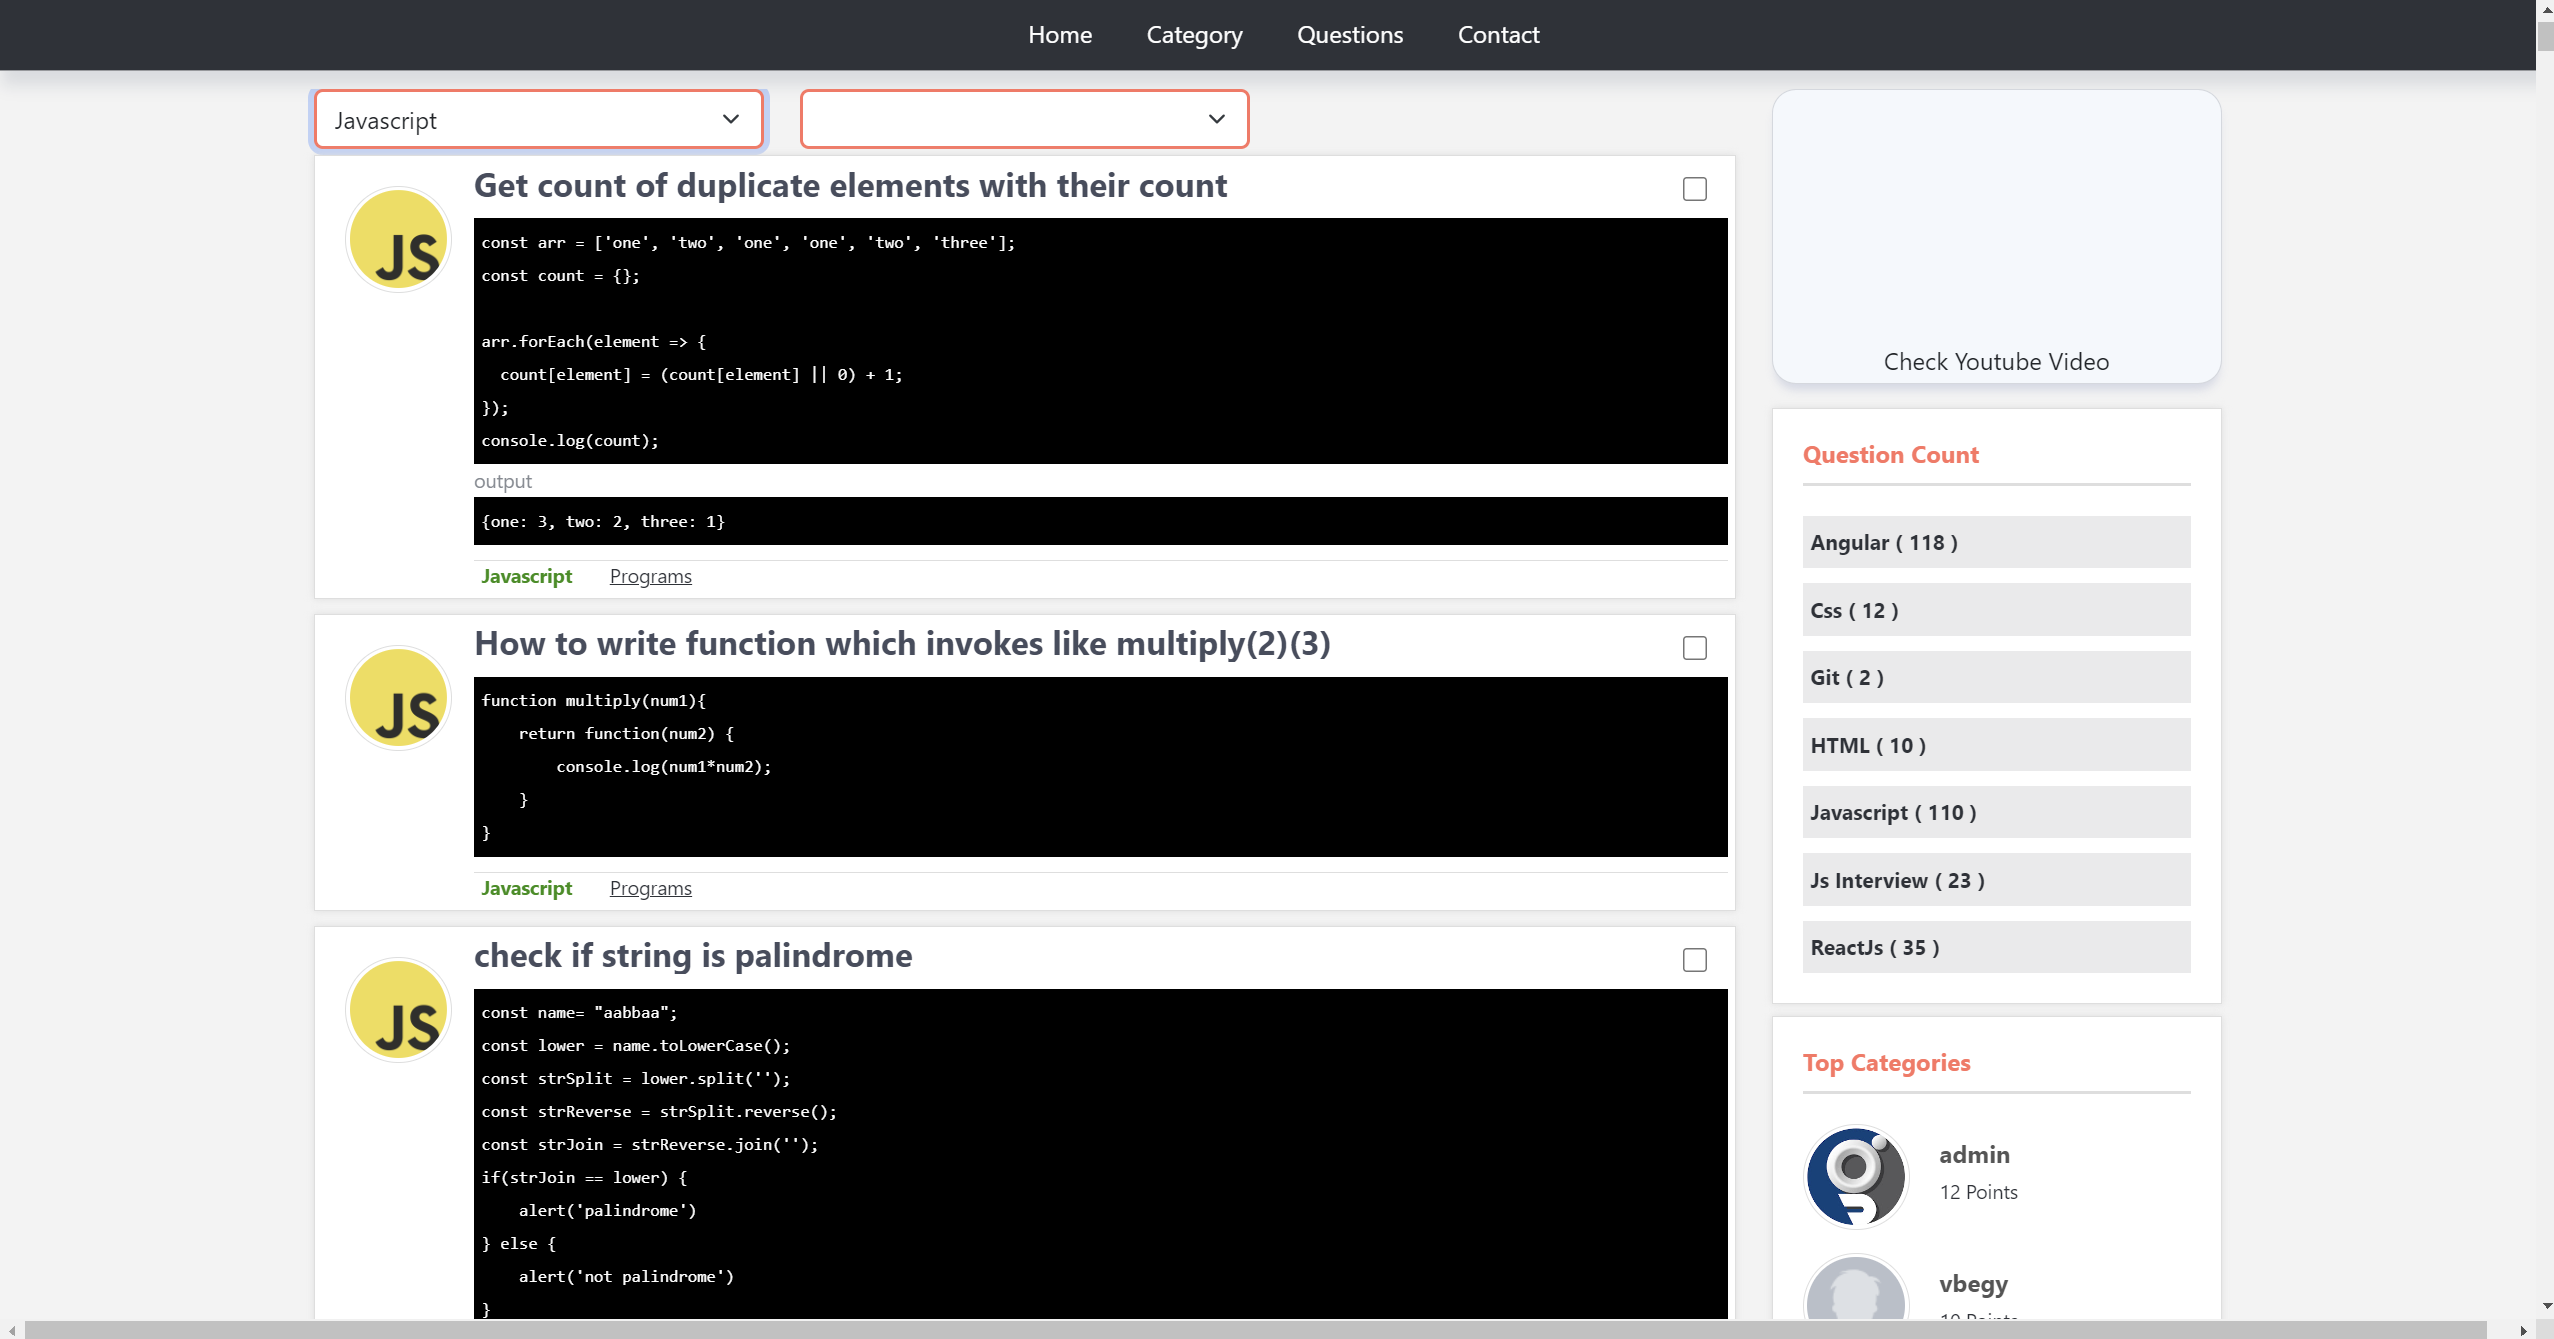 Home Category Questions Contact
Javascript
Get count of duplicate elements with their count
JS
const arr = ['one', 'two', 'one', 'one', 'two', 'three'];
const count = {};
arr.forEach(element => {
  count[element] = (count[element] || 0) + 1;
});
console.log(count);
output
{one: 3, two: 2, three: 1}
Javascript Programs
How to write function which invokes like multiply(2)(3)
JS
function multiply(num1){
    return function(num2) {
        console.log(num1*num2);
    }
}
Javascript Programs
check if string is palindrome
JS
const name= "aabbaa";
const lower = name.toLowerCase();
const strSplit = lower.split('');
const strReverse = strSplit.reverse();
const strJoin = strReverse.join('');
if(strJoin == lower) {
    alert('palindrome')
} else {
    alert('not palindrome')
}
Check Youtube Video
Question Count
Angular ( 118 )
Css ( 12 )
Git ( 2 )
HTML ( 10 )
Javascript ( 110 )
Js Interview ( 23 )
ReactJs ( 35 )
Top Categories
admin
12 Points
vbegy